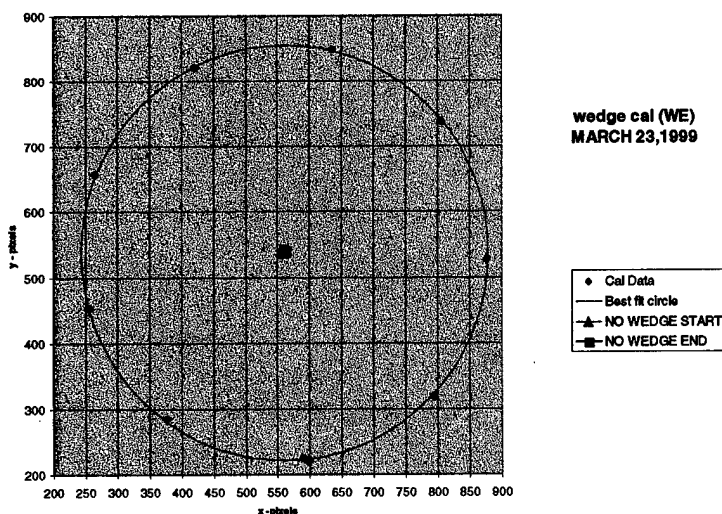 900
800
700
600
500
400
300
200
y - pixels
200 250 300 350 400 450 500 550 600 650 700 750 800 850 900
x - pixels
wedge cal (WE)
MARCH 23,1999
Cal Data
Best fit circle
NO WEDGE START
NO WEDGE END